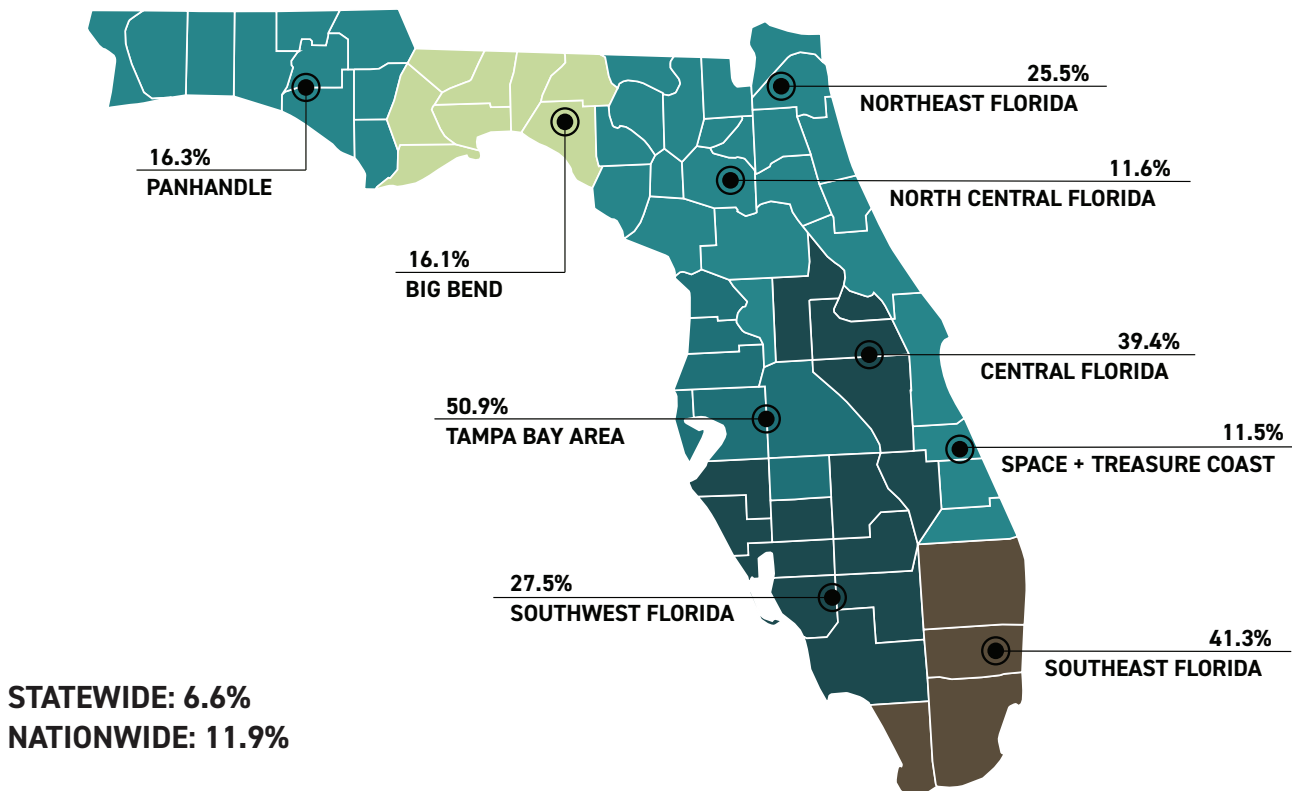 25.5%
NORTHEAST FLORIDA
16.3%
PANHANDLE
11.6%
NORTH CENTRAL FLORIDA
16.1%
BIG BEND
39.4%
CENTRAL FLORIDA
50.9%
TAMPA BAY AREA
11.5%
SPACE + TREASURE COAST
27.5%
SOUTHWEST FLORIDA
41.3%
SOUTHEAST FLORIDA
STATEWIDE: 6.6%
NATIONWIDE: 11.9%